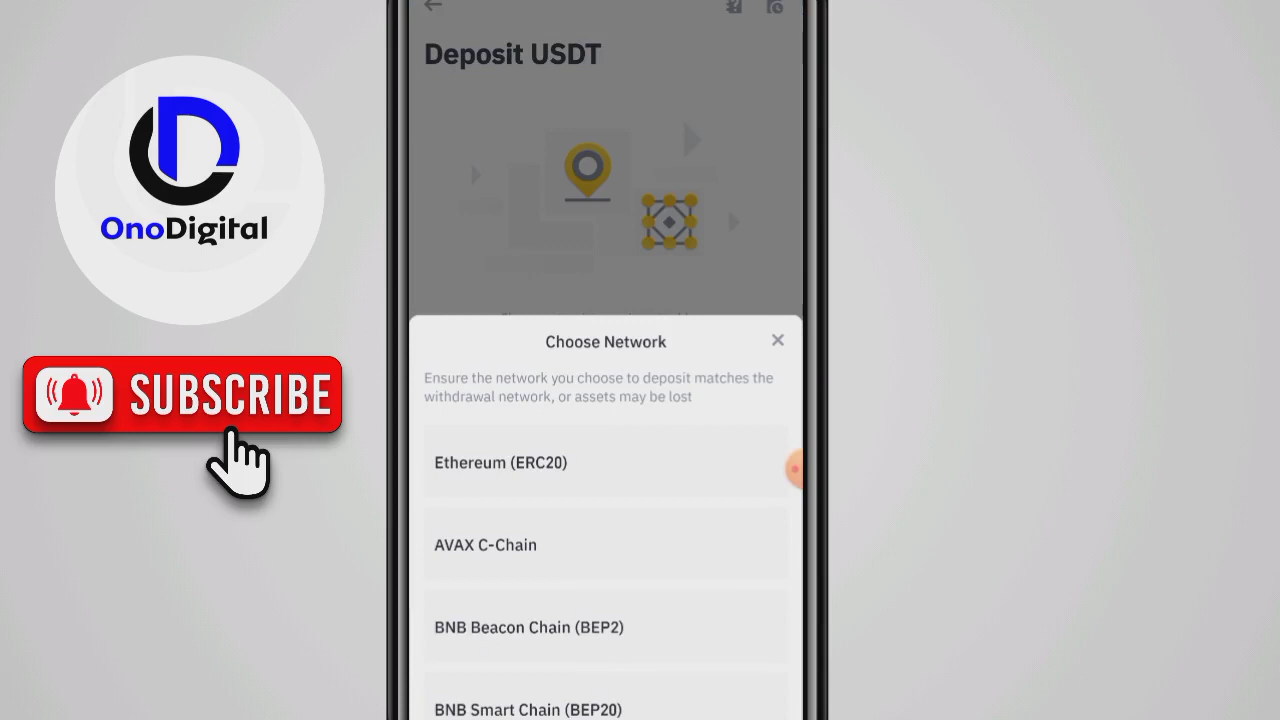 Deposit USDT
OnoDigital
SUBSCRIBE
Choose Network
Ensure the network you choose to deposit matches the
withdrawal network, or assets may be lost
Ethereum (ERC20)
AVAX C-Chain
BNB Beacon Chain (BEP2)
BNB Smart Chain (BEP20)